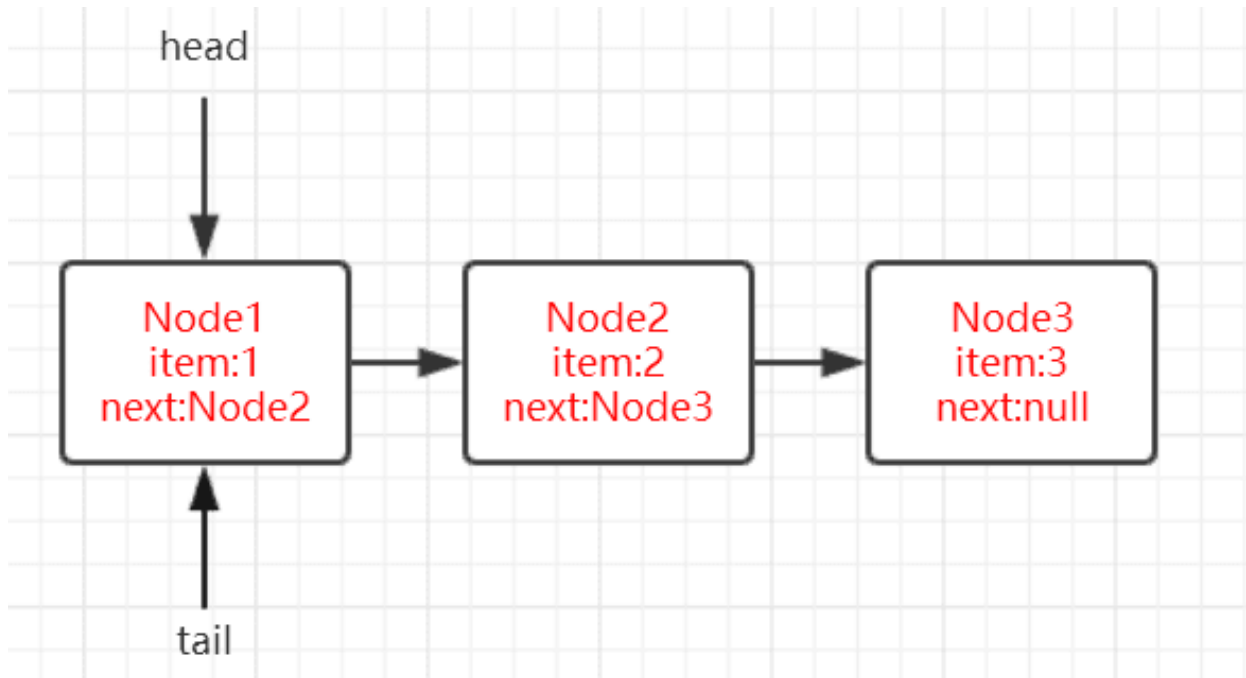 head
Node1
item:1
next:Node2
Node2
item:2
next:Node3
Node3
item:3
next:null
tail